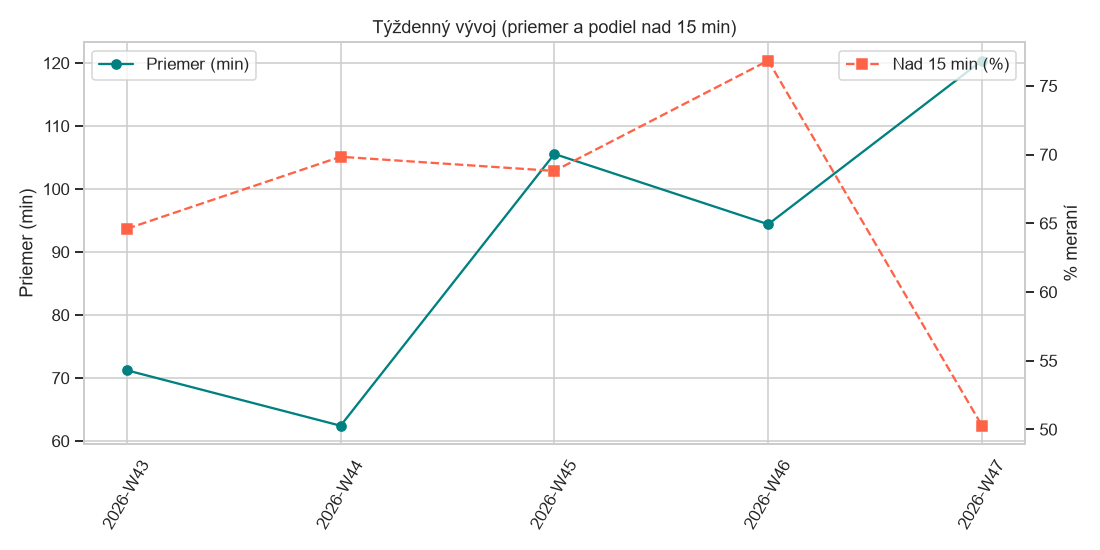 Týždenný vývoj (priemer a podiel nad 15 min)
Priemer (min)
Nad 15 min (%)
Priemer (min)
120
110
100
90
80
70
60
75
70
65
60
55
50
% meraní
2026-W43
2026-W44
2026-W45
2026-W46
2026-W47